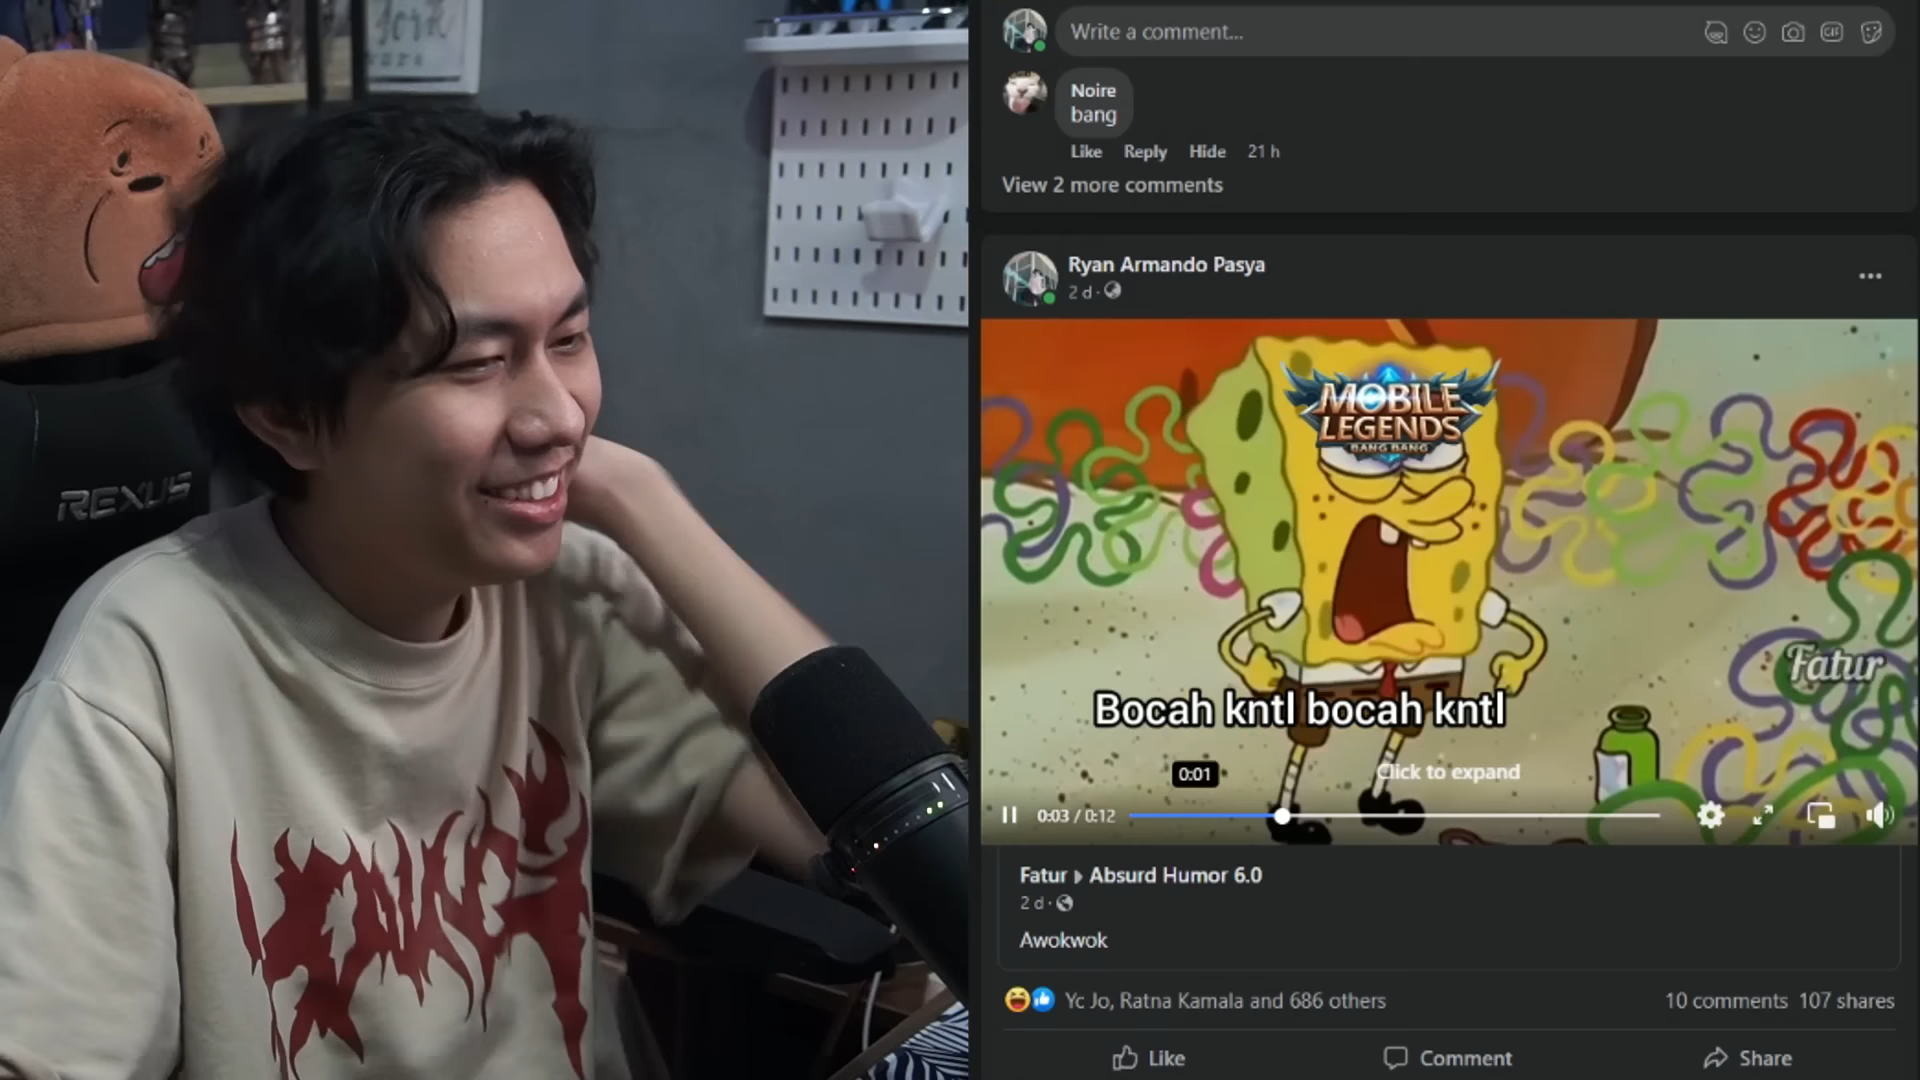 REXUS
Write a comment...
GIF
Noire
bang
Like Reply Hide 21 h
View 2 more comments
Ryan Armando Pasya
2 d ·
MOBILE
LEGENDS
BANG BANG
Fatur
Bocah kntl bocah kntl
0:01
Click to expand
0:03 / 0:12
Fatur Absurd Humor 6.0
2 d ·
Awokwok
Yc Jo, Ratna Kamala and 686 others
10 comments 107 shares
Like Comment Share